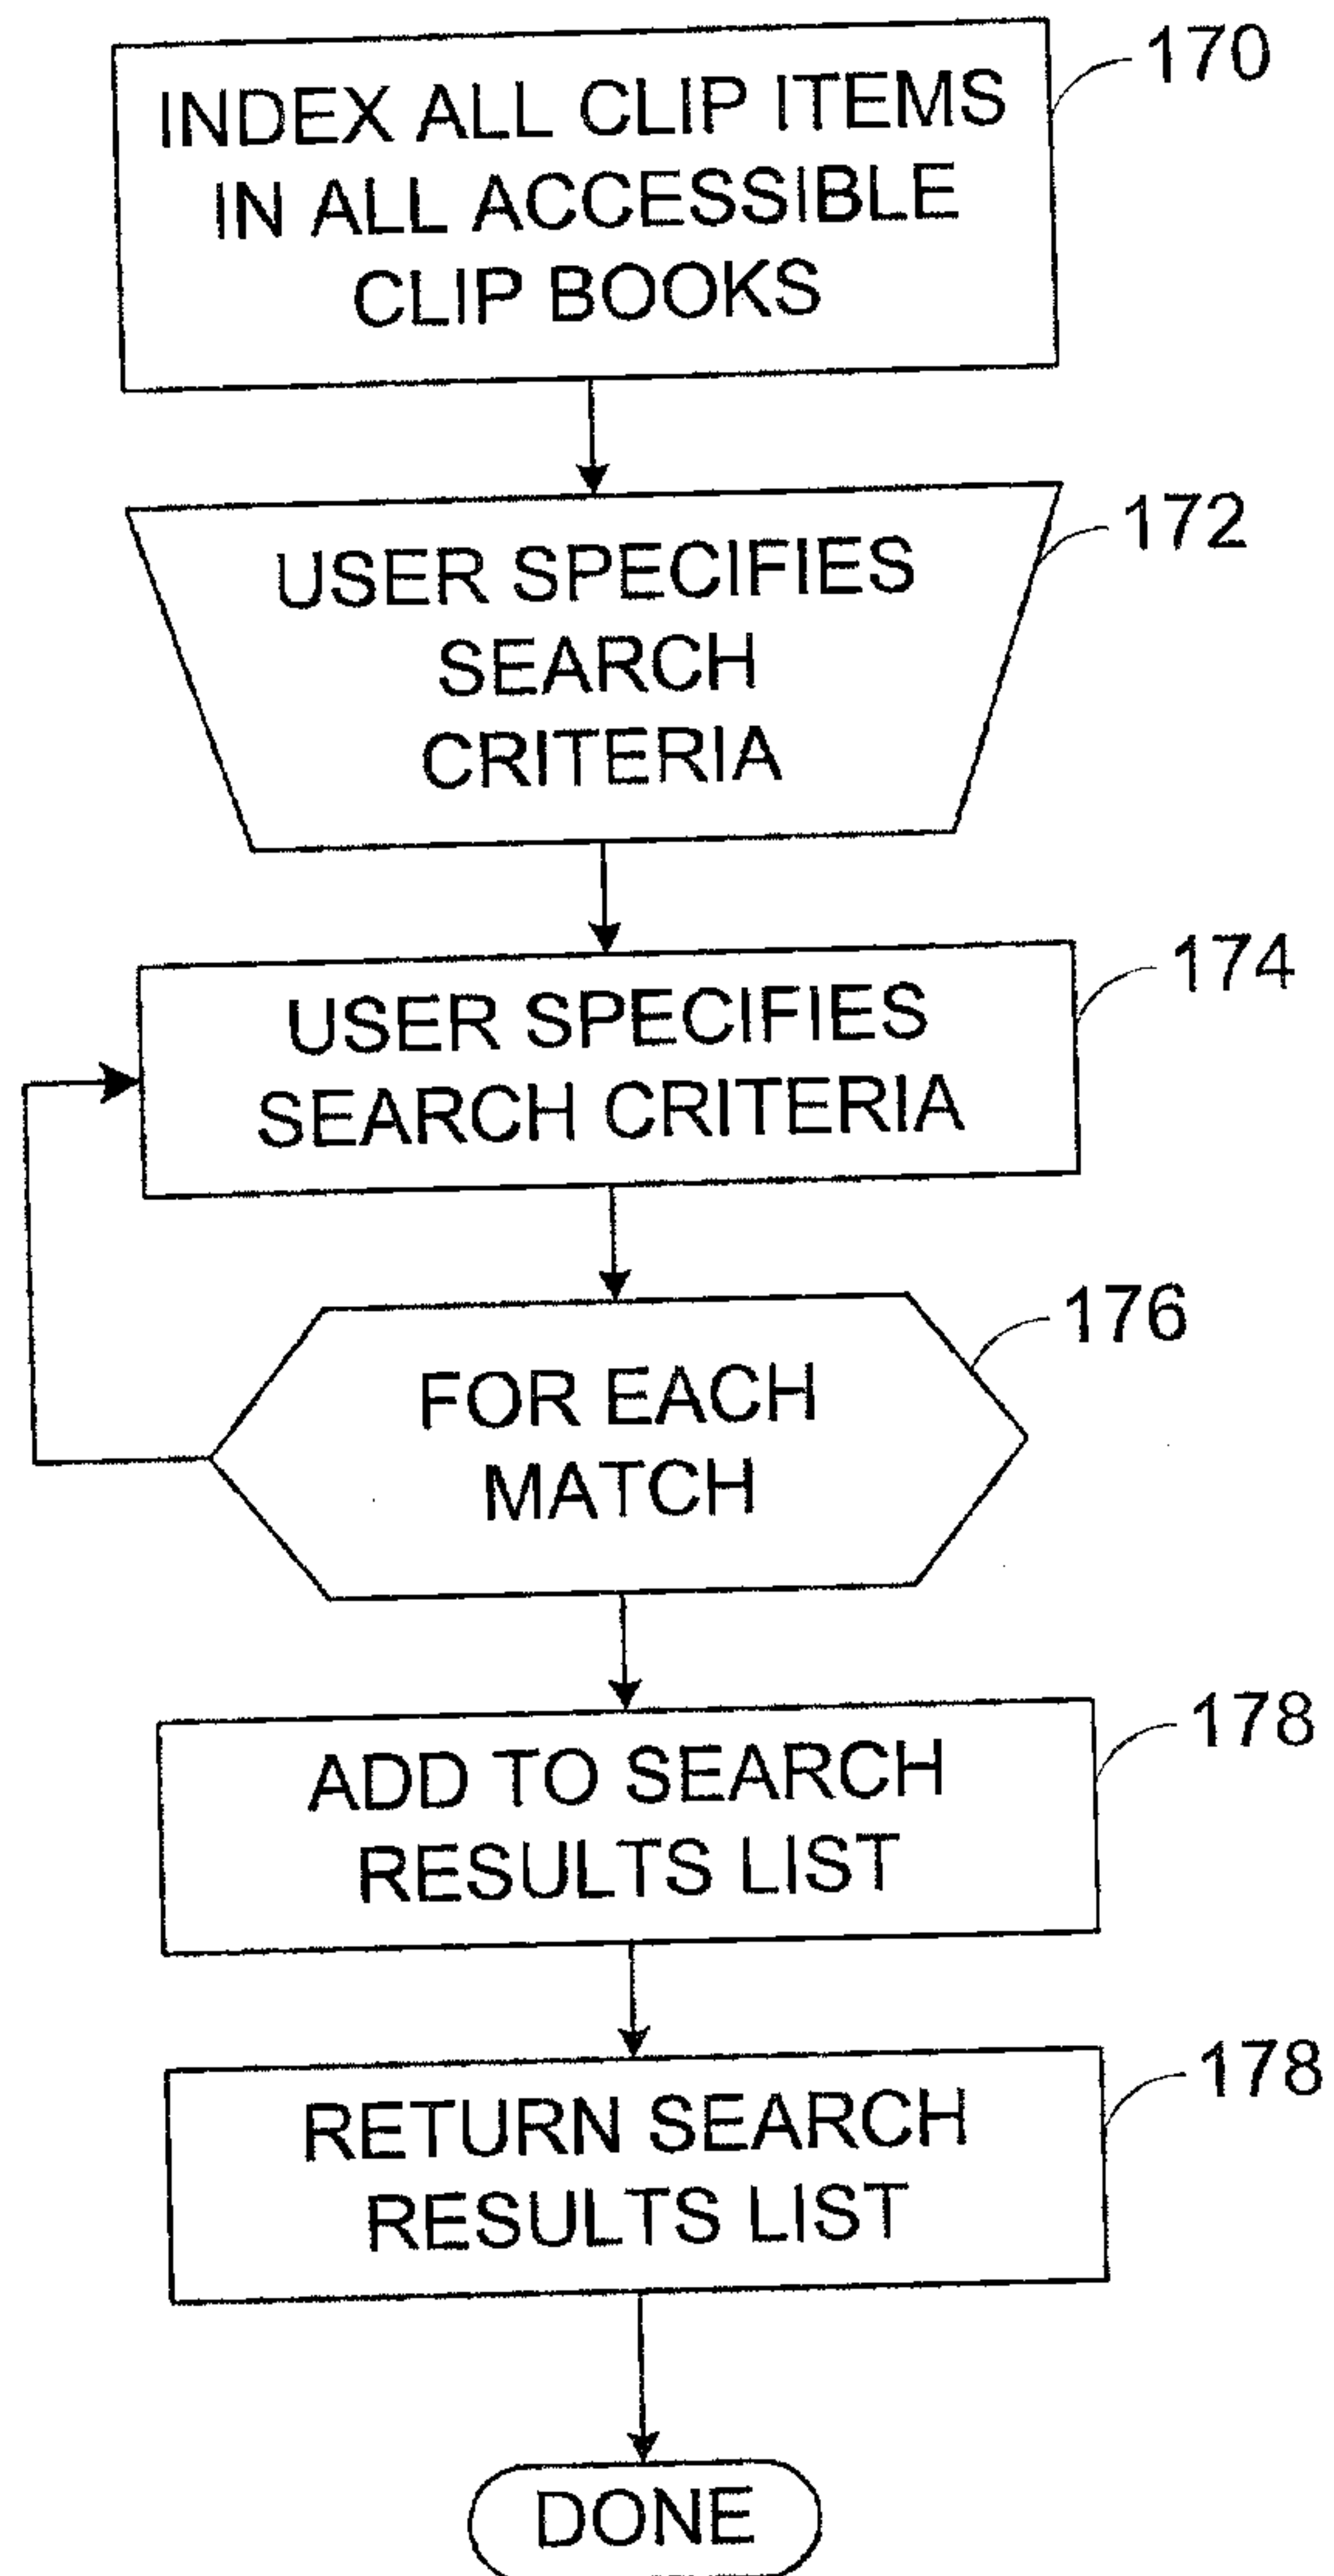 INDEX ALL CLIP ITEMS
IN ALL ACCESSIBLE
CLIP BOOKS
170
USER SPECIFIES
SEARCH
CRITERIA
172
USER SPECIFIES
SEARCH CRITERIA
174
FOR EACH
MATCH
176
ADD TO SEARCH
RESULTS LIST
178
RETURN SEARCH
RESULTS LIST
178
DONE